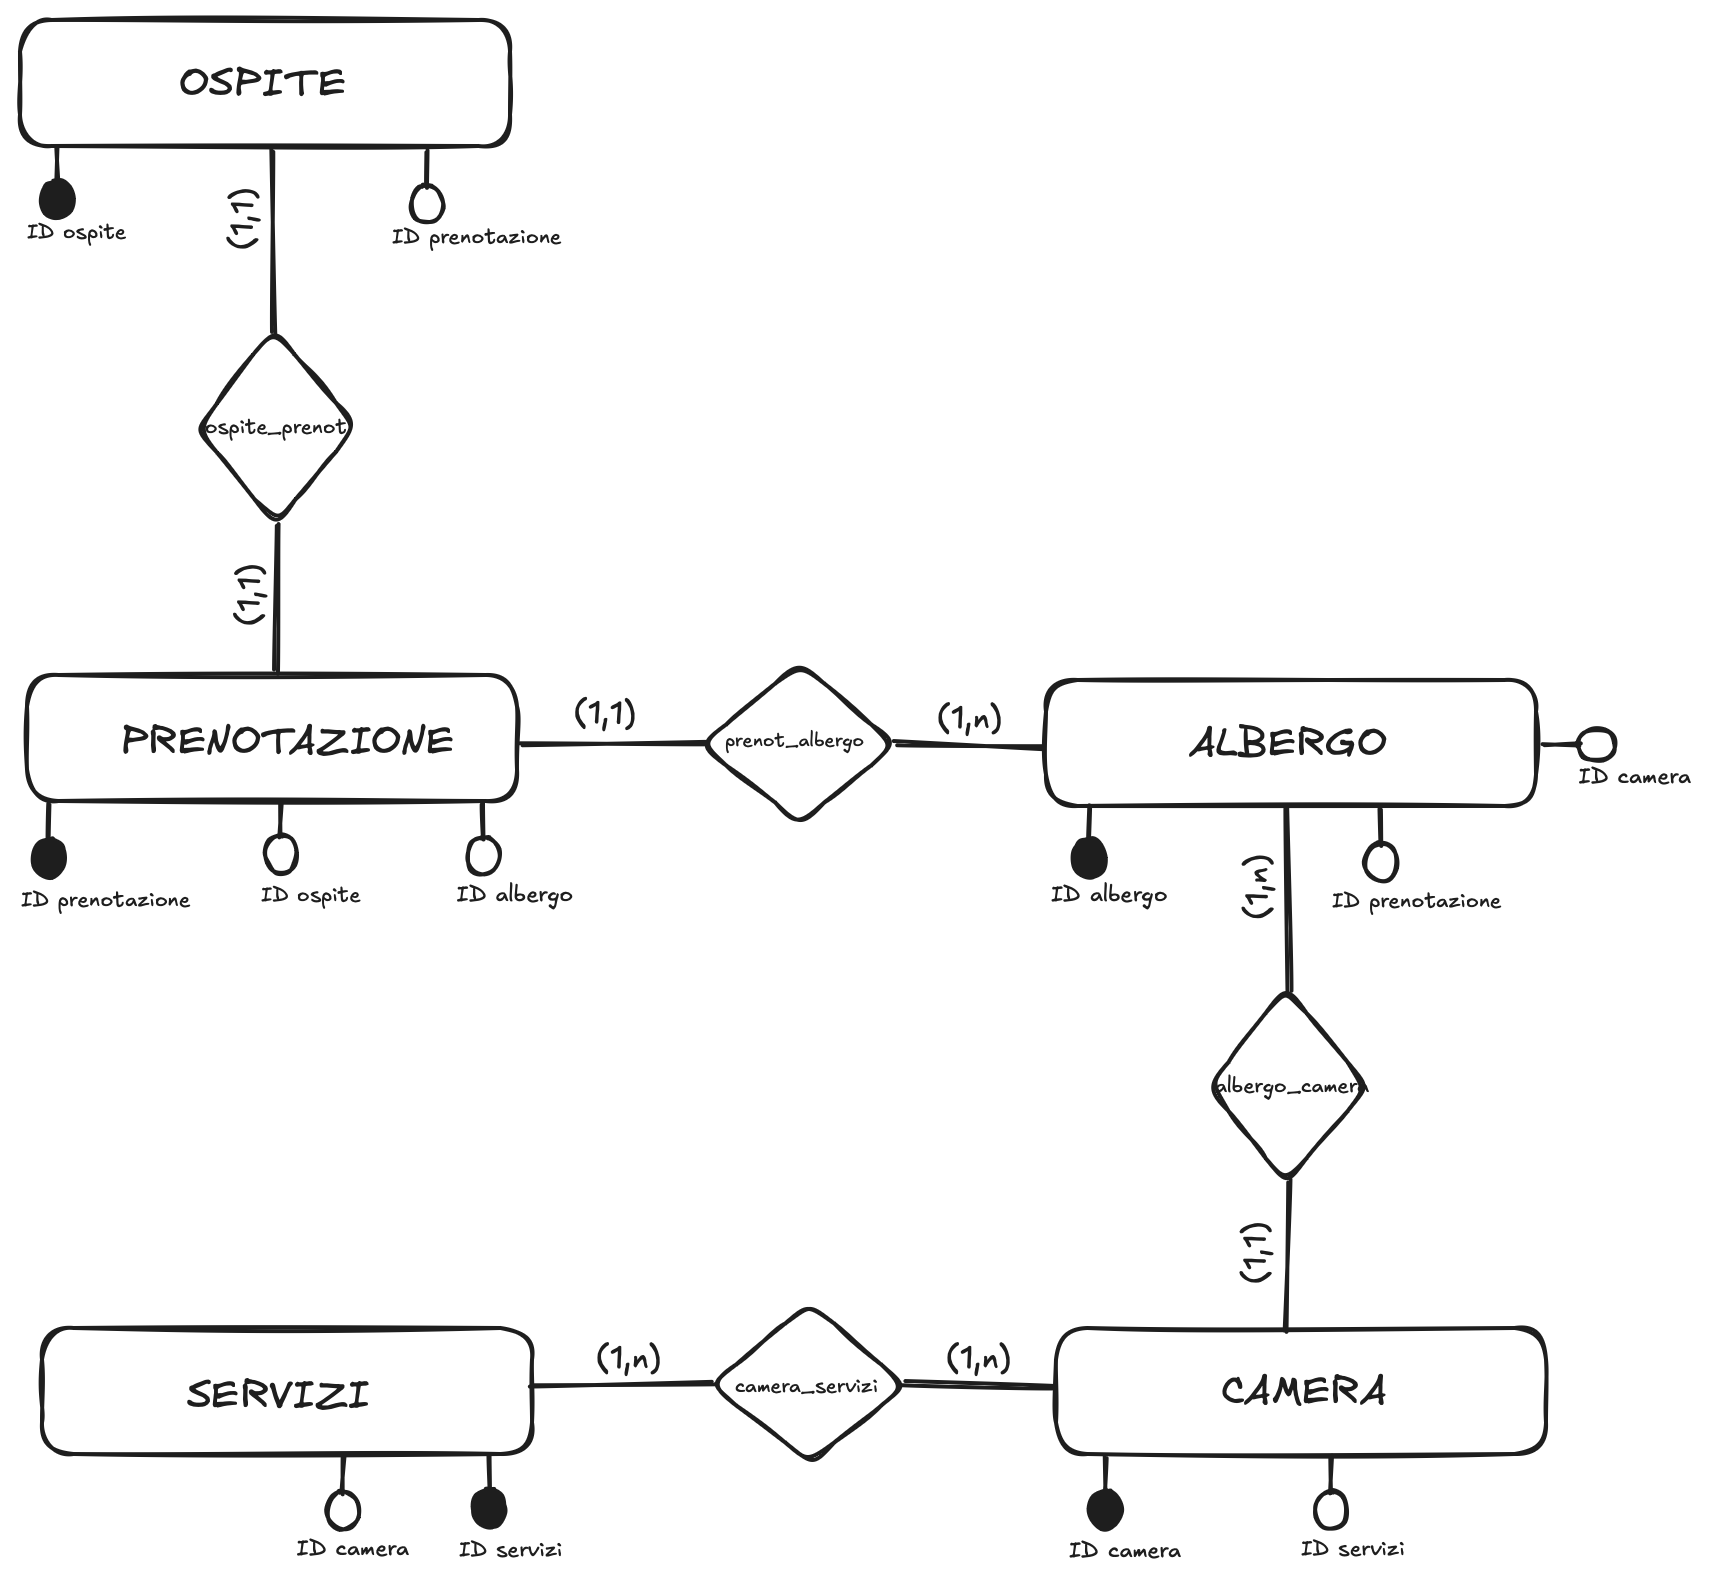 OSPITE
ID ospite
(1,1)
ID prenotazione
ospite_prenot
(1,1)
PRENOTAZIONE
(1,1)
prenot_albergo
(1,n)
ALBERGO
ID camera
ID prenotazione
ID ospite
ID albergo
ID albergo
(1,n)
ID prenotazione
albergo_camera
(1,1)
SERVIZI
(1,n)
camera_servizi
(1,n)
CAMERA
ID camera
ID servizi
ID camera
ID servizi